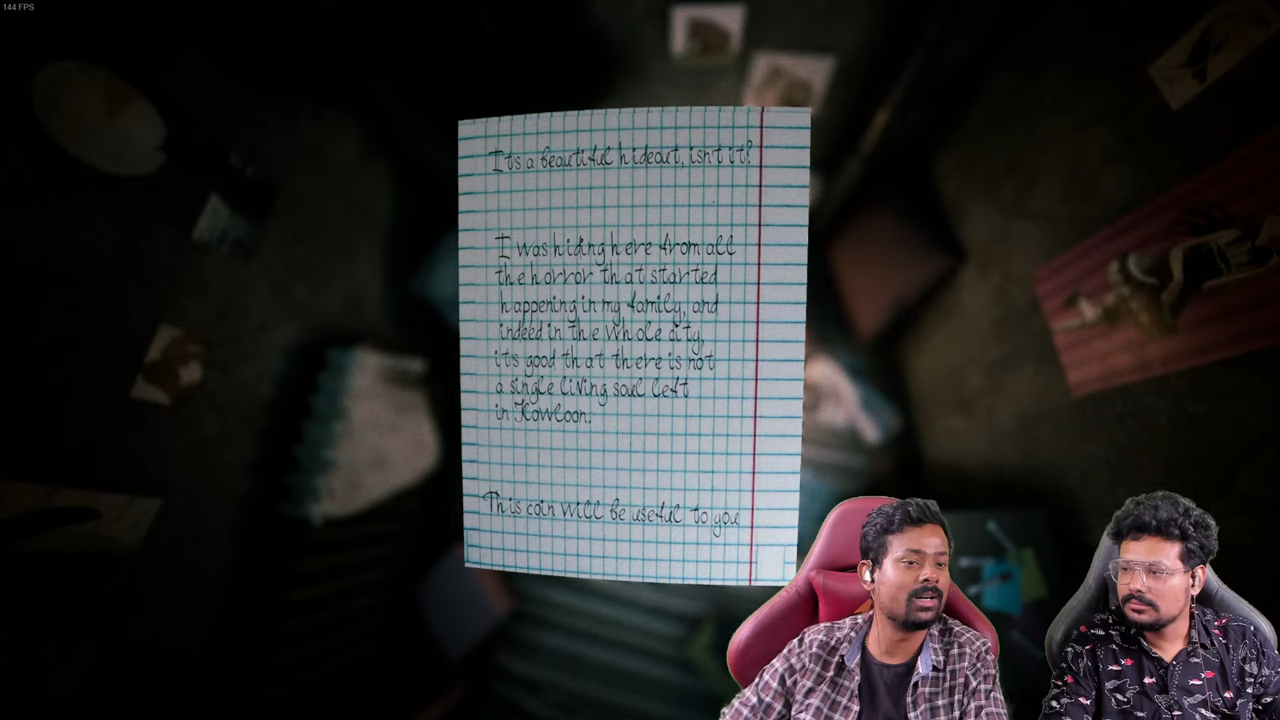 144 FPS
It's a beautiful hideout, isn't it?
I was hiding here from all
the horror that started
happening in my family, and
indeed in the whole city,
it's good that there is not
a single living soul left
in Kowloon.
This coin will be useful to you